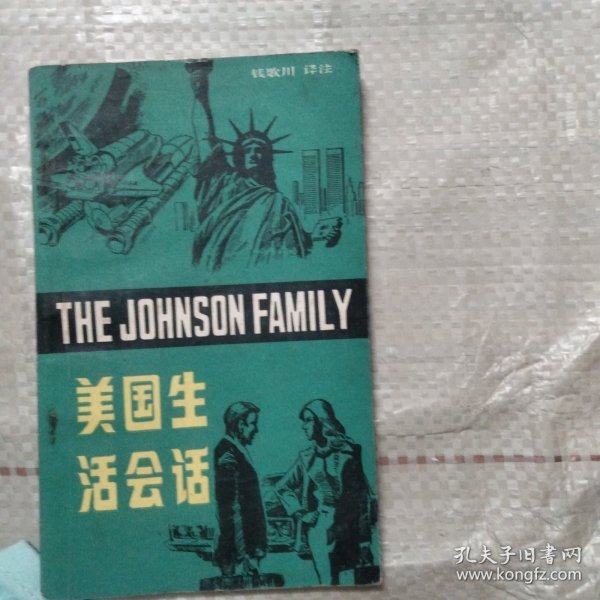 钱歌川 译注
THE JOHNSON FAMILY
美国生
活会话
孔夫子旧书网
www.kongfz.com